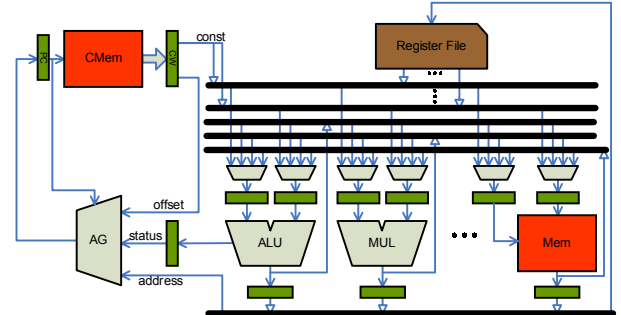 const
PC
CMem
CW
Register File
offset
AG
status
ALU
MUL
Mem
address